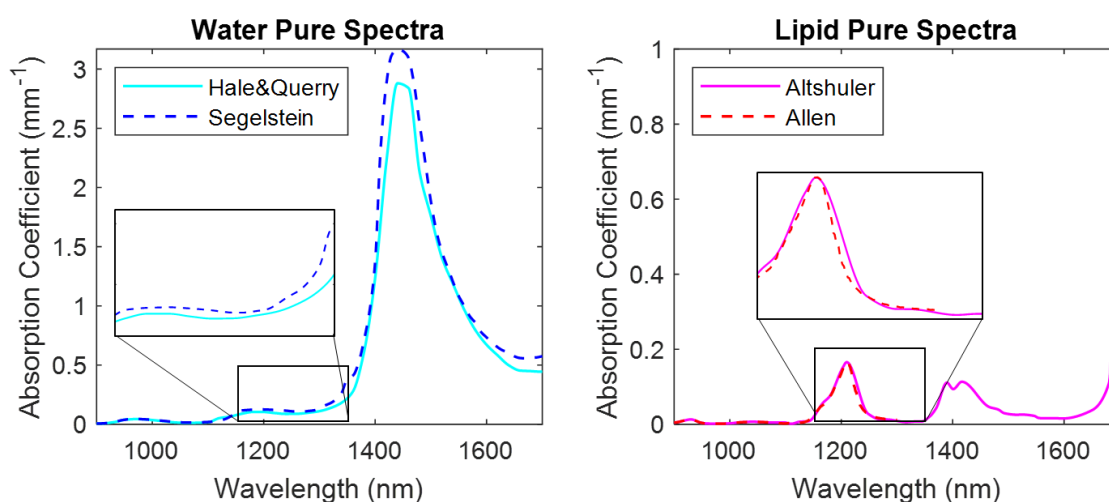 Water Pure Spectra
Absorption Coefficient (mm-1)
3
2.5
2
1.5
1
0.5
0
Hale&Querry
Segelstein
1000
1200
1400
1600
Wavelength (nm)
Lipid Pure Spectra
Absorption Coefficient (mm-1)
1
0.8
0.6
0.4
0.2
0
Altshuler
Allen
1000
1200
1400
1600
Wavelength (nm)